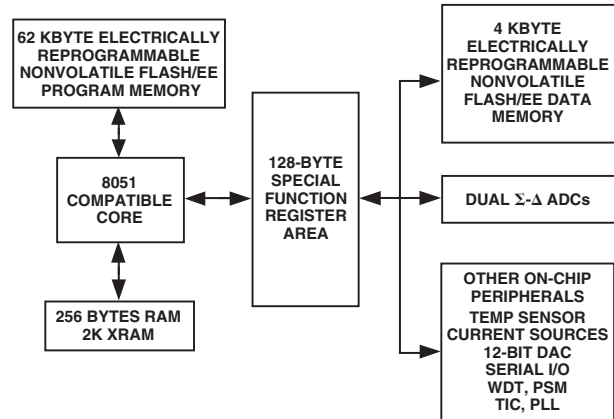 62 KBYTE ELECTRICALLY
REPROGRAMMABLE
NONVOLATILE FLASH/EE
PROGRAM MEMORY
8051
COMPATIBLE
CORE
256 BYTES RAM
2K XRAM
128-BYTE
SPECIAL
FUNCTION
REGISTER
AREA
4 KBYTE
ELECTRICALLY
REPROGRAMMABLE
NONVOLATILE
FLASH/EE DATA
MEMORY
DUAL Σ-Δ ADCs
OTHER ON-CHIP
PERIPHERALS
TEMP SENSOR
CURRENT SOURCES
12-BIT DAC
SERIAL I/O
WDT, PSM
TIC, PLL